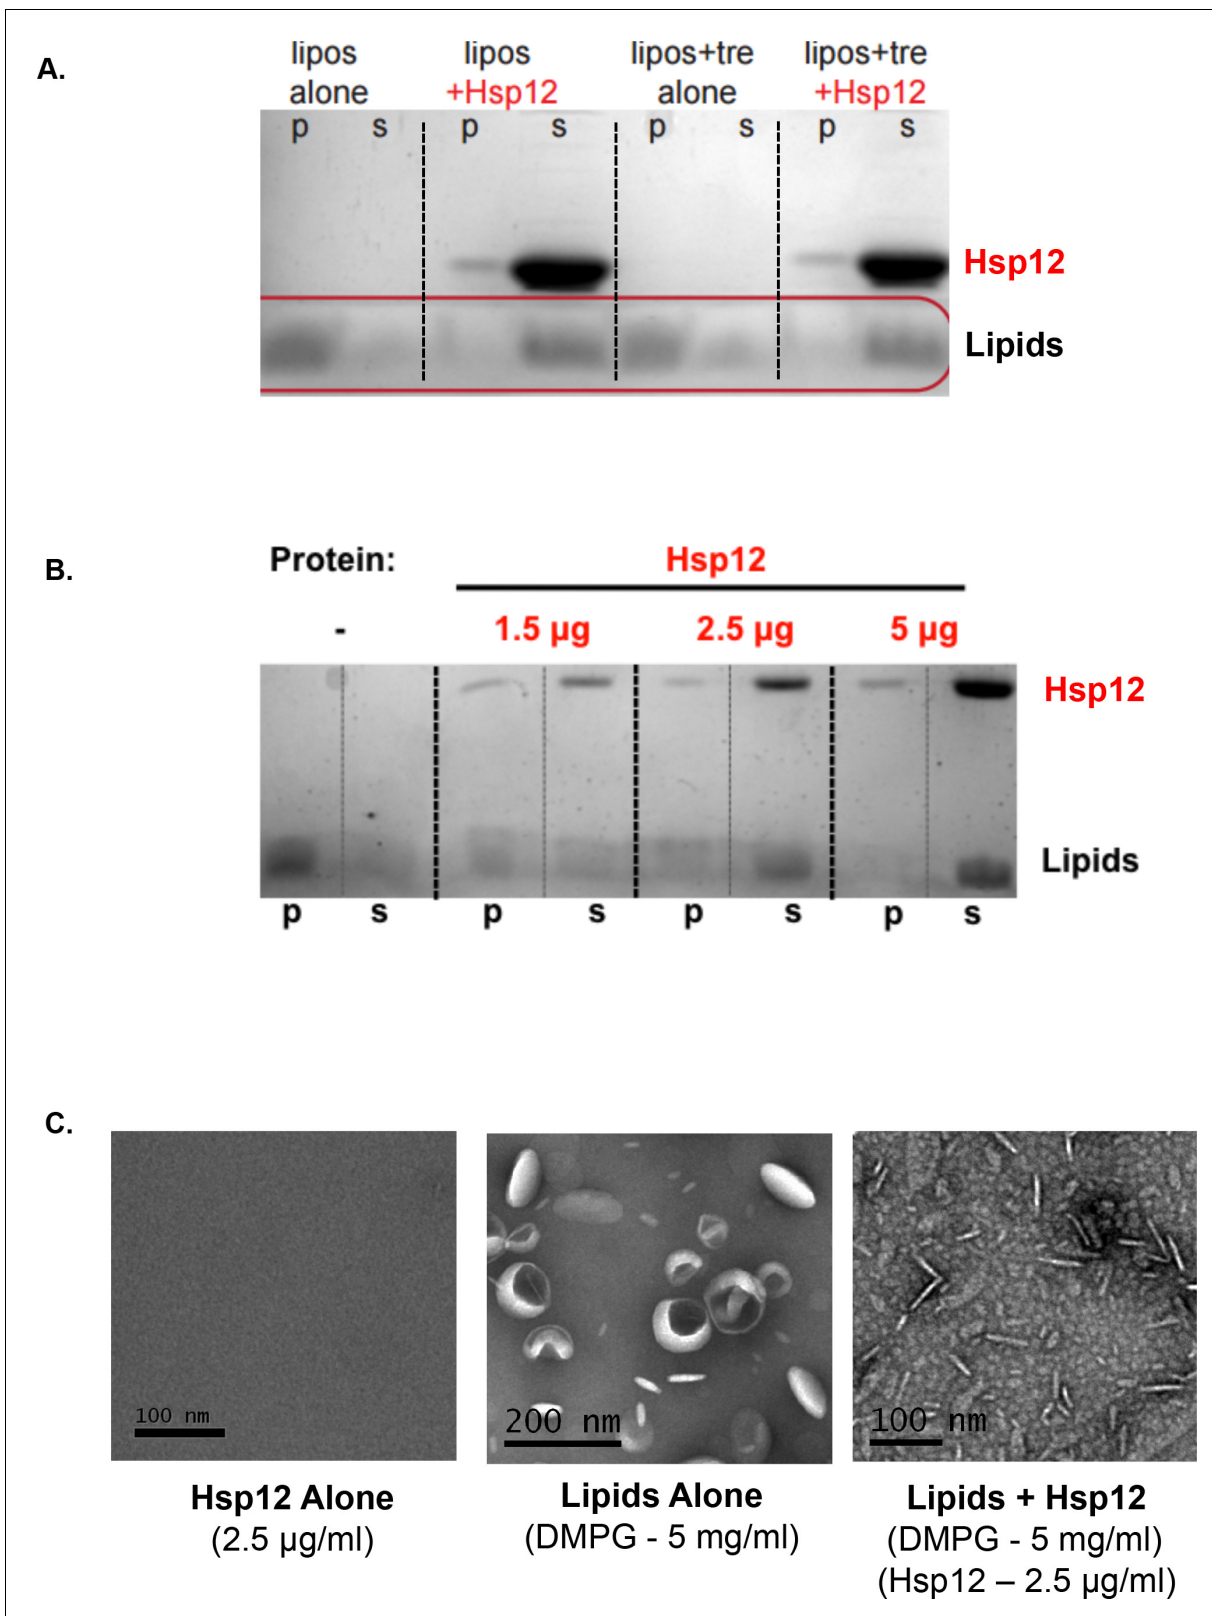 A.
lipos lipos lipos+tre lipos+tre
alone +Hsp12 alone +Hsp12
p s p s p s p s
Hsp12
Lipids
B.
Protein: Hsp12
- 1.5 µg 2.5 µg 5 µg
Hsp12
Lipids
p s p s p s p s
C.
100 nm 200 nm 100 nm
Hsp12 Alone Lipids Alone Lipids + Hsp12
(2.5 µg/ml) (DMPG - 5 mg/ml) (DMPG - 5 mg/ml)
(Hsp12 – 2.5 µg/ml)